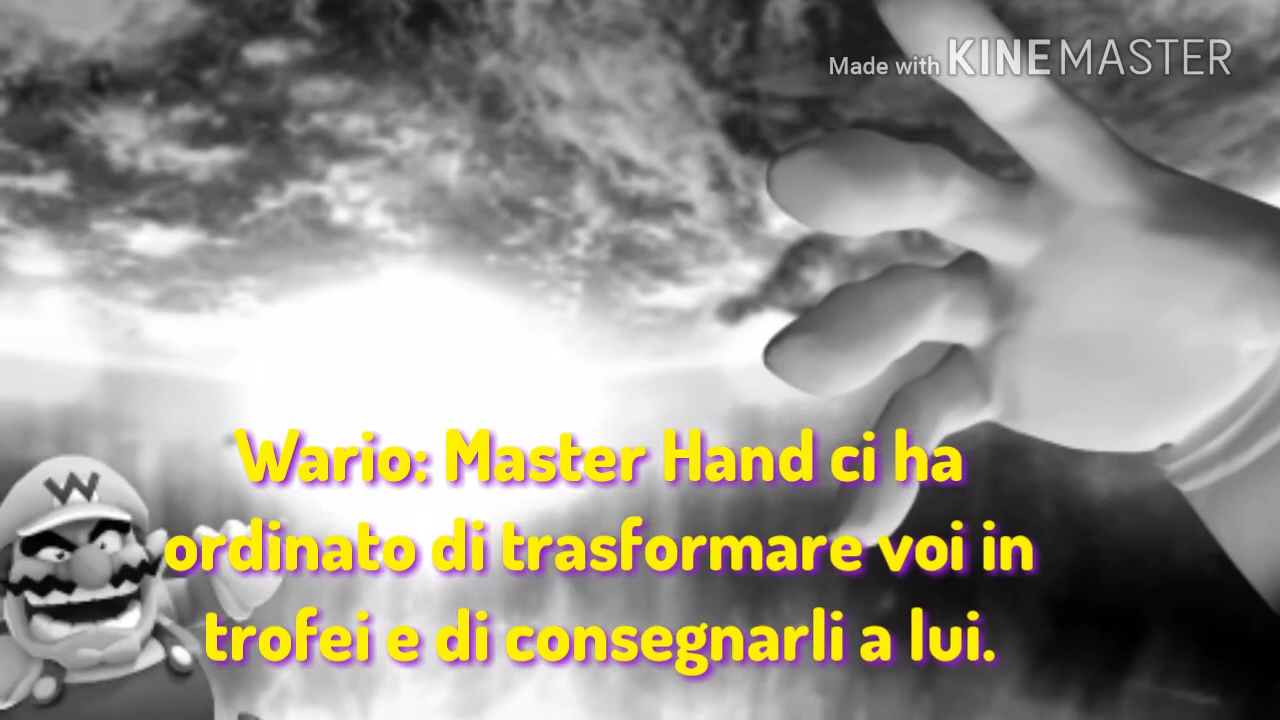 Made with KINEMASTER
W
Wario: Master Hand ci ha
ordinato di trasformare voi in
trofei e di consegnarli a lui.